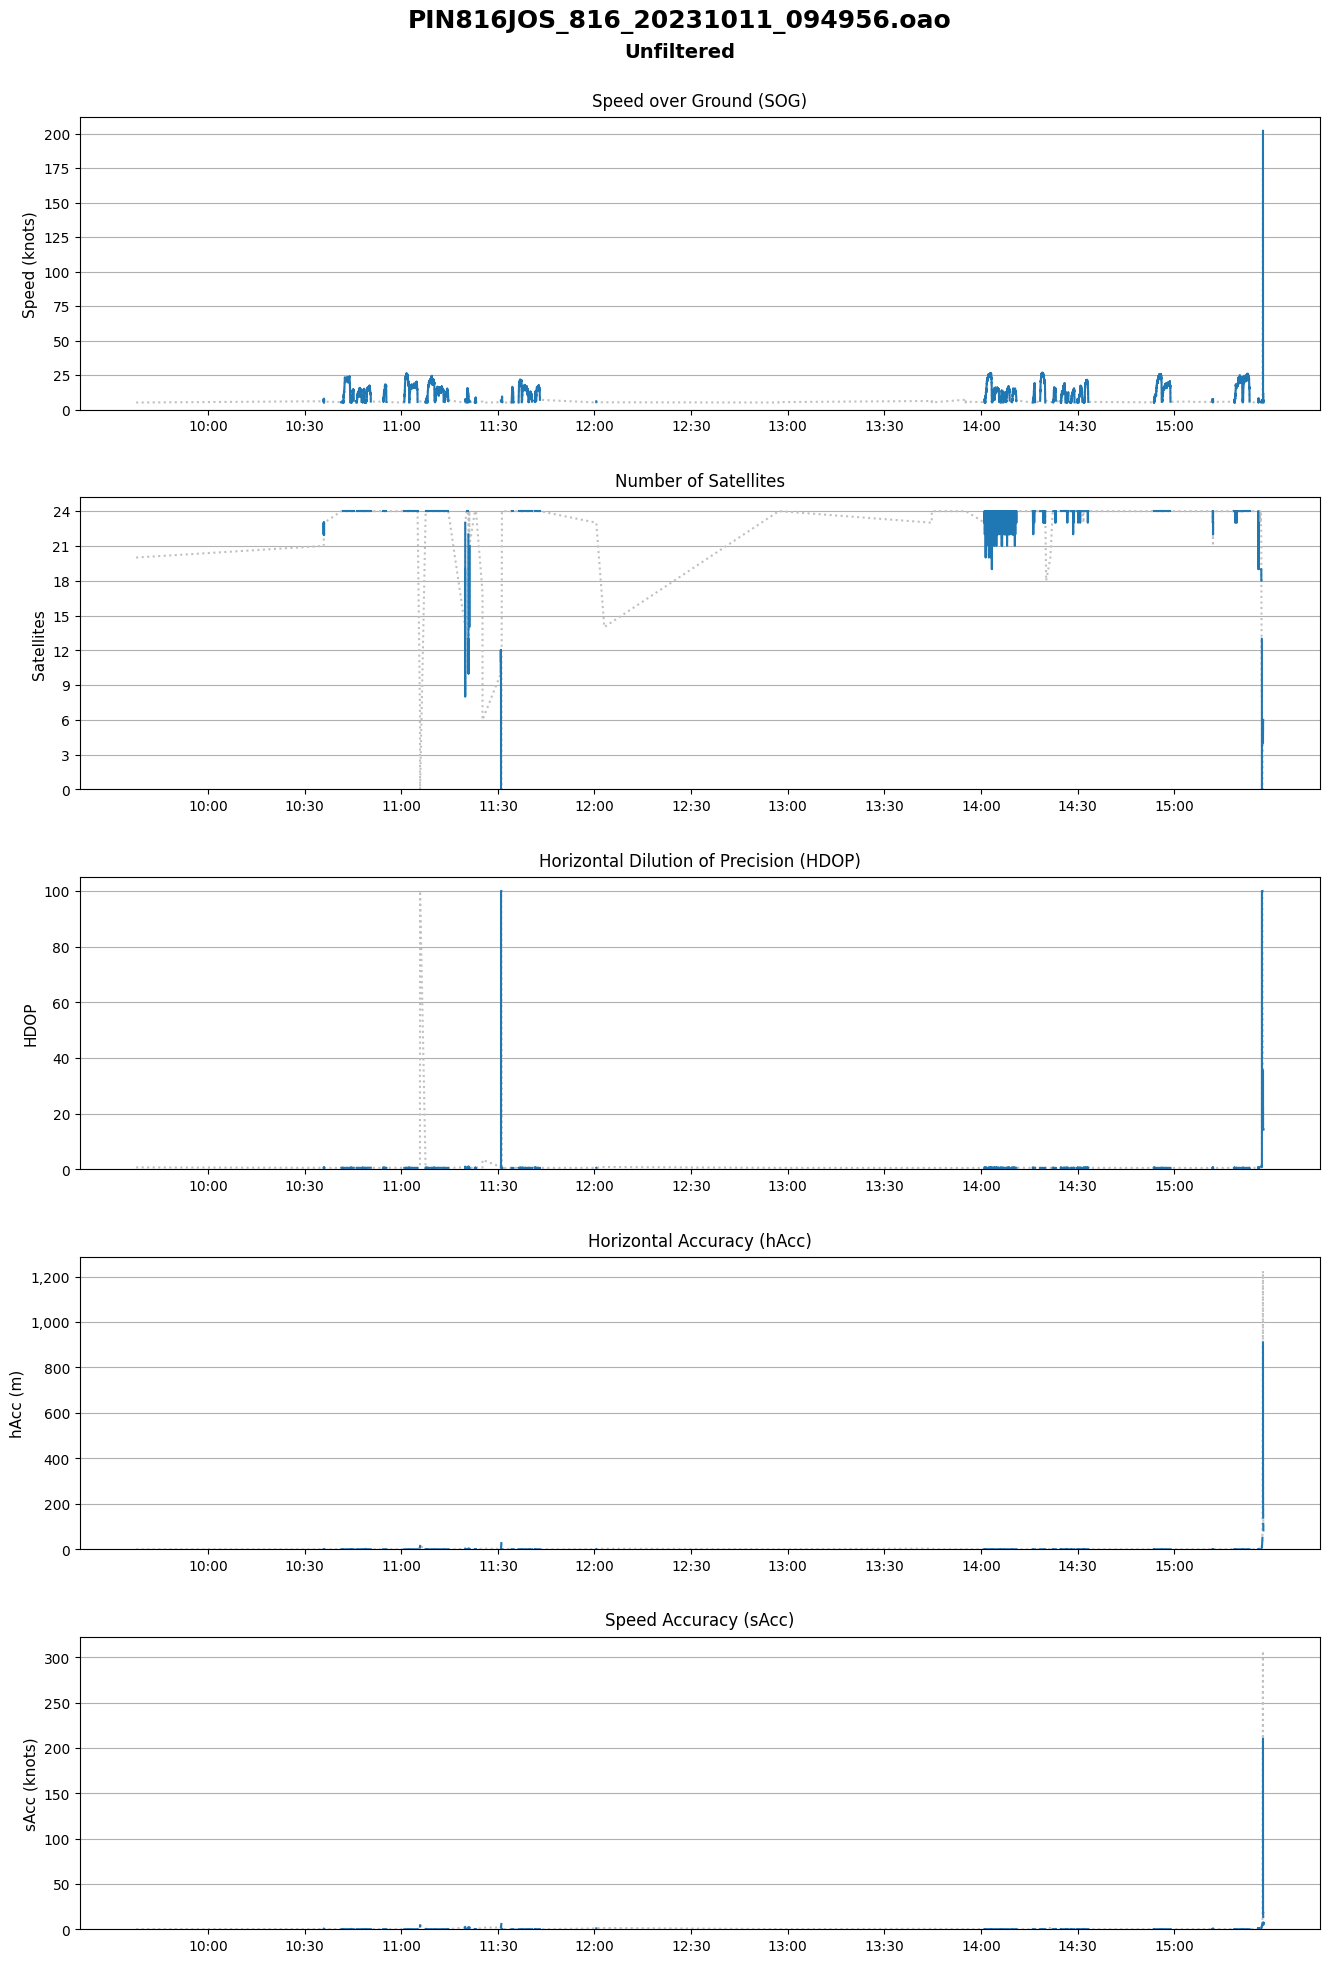 PIN816JOS_816_20231011_094956.oao
Unfiltered
Speed over Ground (SOG)
Speed (knots)
200
175
150
125
100
75
50
25
0
10:00 10:30 11:00 11:30 12:00 12:30 13:00 13:30 14:00 14:30 15:00
Number of Satellites
Satellites
24
21
18
15
12
9
6
3
0
10:00 10:30 11:00 11:30 12:00 12:30 13:00 13:30 14:00 14:30 15:00
Horizontal Dilution of Precision (HDOP)
HDOP
100
80
60
40
20
0
10:00 10:30 11:00 11:30 12:00 12:30 13:00 13:30 14:00 14:30 15:00
Horizontal Accuracy (hAcc)
hAcc (m)
1,200
1,000
800
600
400
200
0
10:00 10:30 11:00 11:30 12:00 12:30 13:00 13:30 14:00 14:30 15:00
Speed Accuracy (sAcc)
sAcc (knots)
300
250
200
150
100
50
0
10:00 10:30 11:00 11:30 12:00 12:30 13:00 13:30 14:00 14:30 15:00